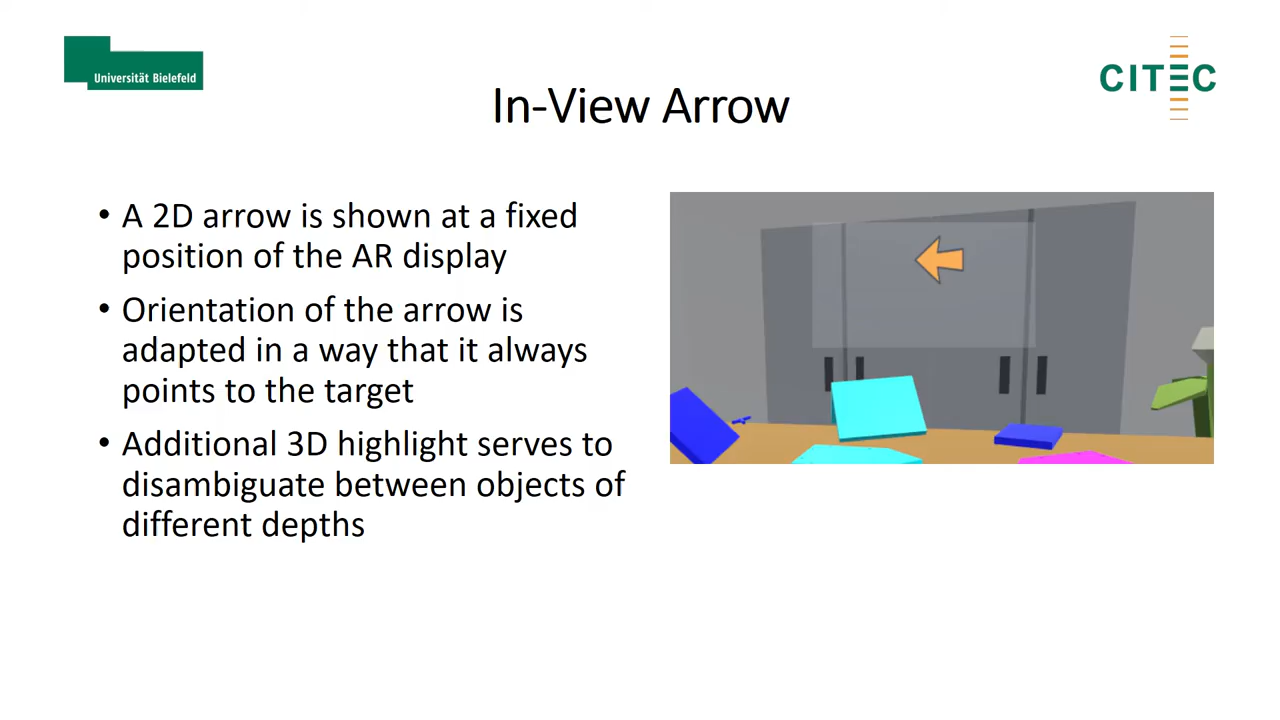 Universität Bielefeld
CITEC
In-View Arrow
• A 2D arrow is shown at a fixed
position of the AR display
• Orientation of the arrow is
adapted in a way that it always
points to the target
• Additional 3D highlight serves to
disambiguate between objects of
different depths